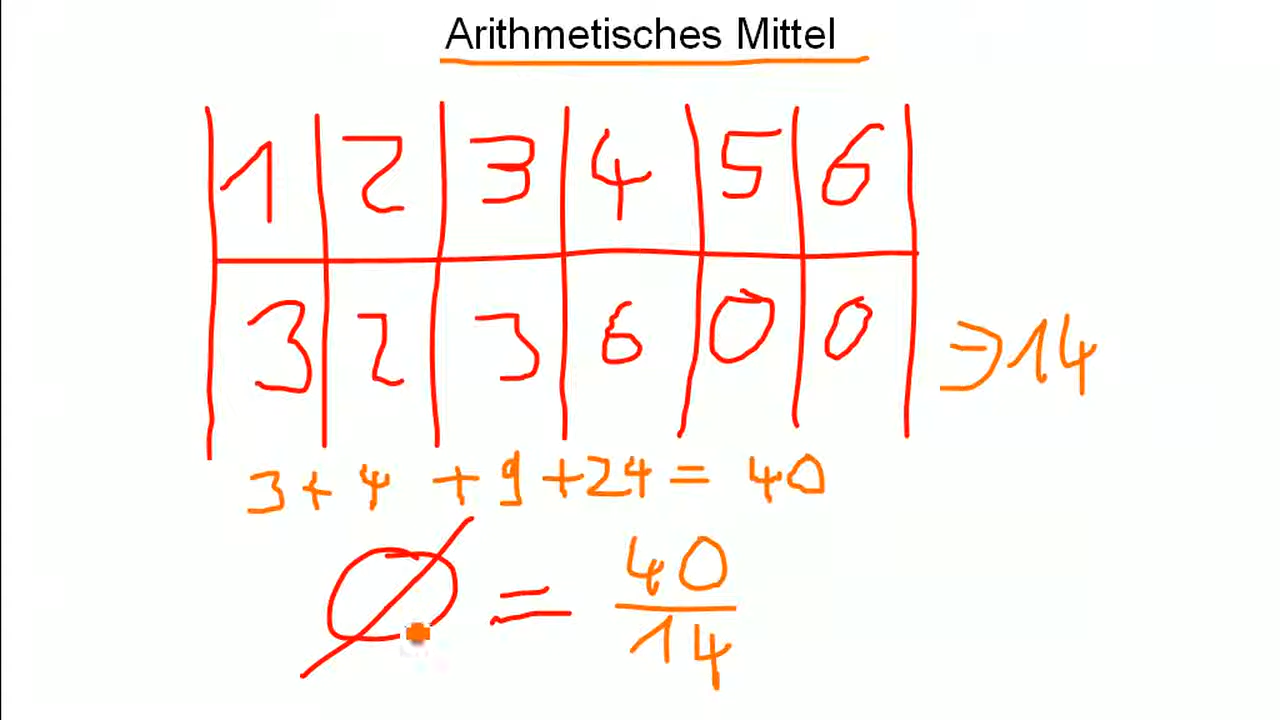 Arithmetisches Mittel
1 2 3 4 5 6
3 2 3 6 0 0 ⇒ 14
3 + 4 + 9 + 24 = 40
Ø = 40/14